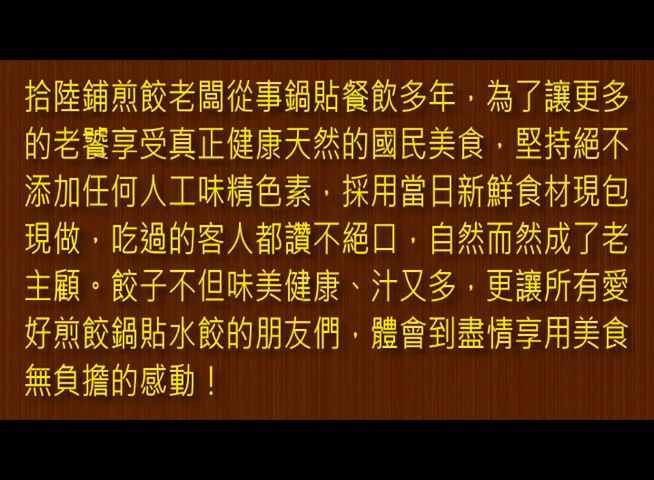 拾陸鋪煎餃老闆從事鍋貼餐飲多年，為了讓更多
的老饕享受真正健康天然的國民美食，堅持絕不
添加任何人工味精色素，採用當日新鮮食材現包
現做，吃過的客人都讚不絕口，自然而然成了老
主顧。餃子不但味美健康、汁又多，更讓所有愛
好煎餃鍋貼水餃的朋友們，體會到盡情享用美食
無負擔的感動！